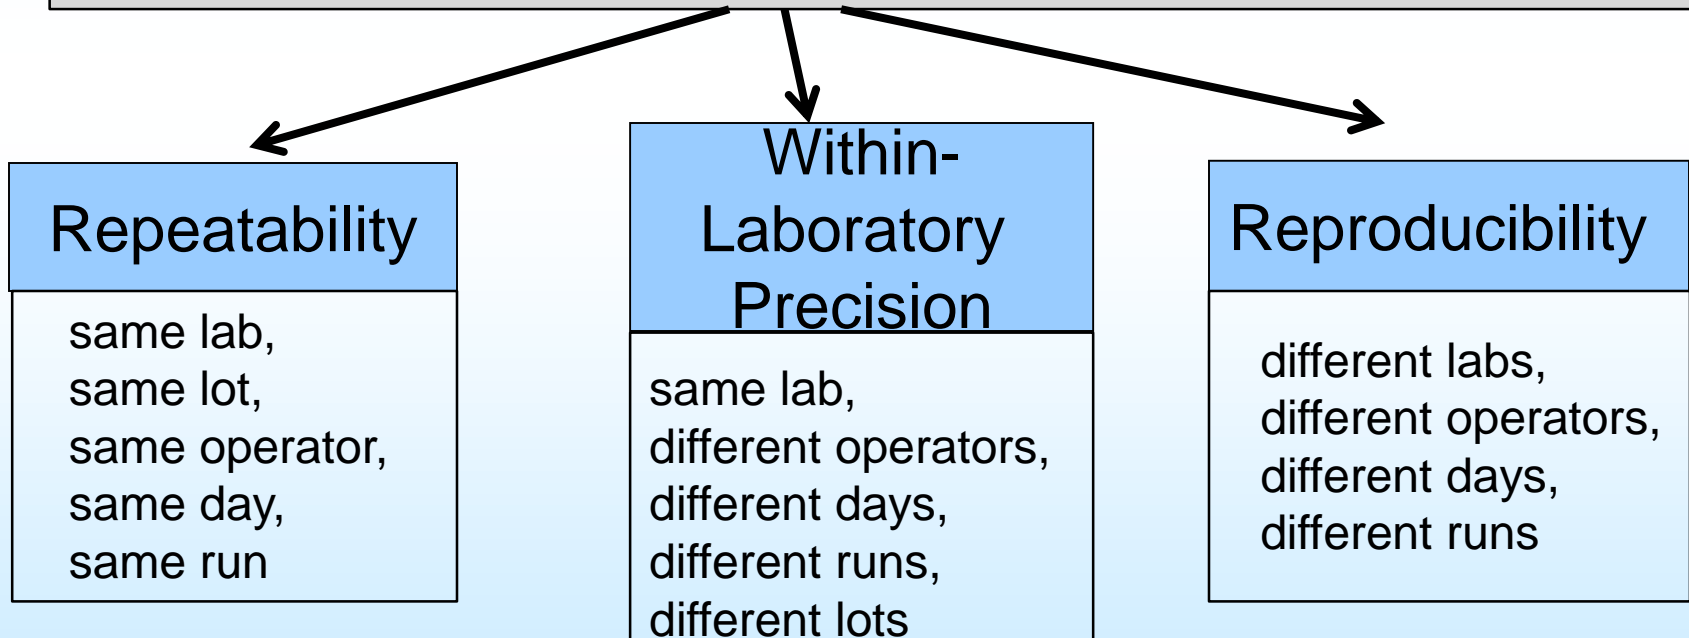 Repeatability
same lab,
same lot,
same operator,
same day,
same run
Within-
Laboratory
Precision
same lab,
different operators,
different days,
different runs,
different lots
Reproducibility
different labs,
different operators,
different days,
different runs